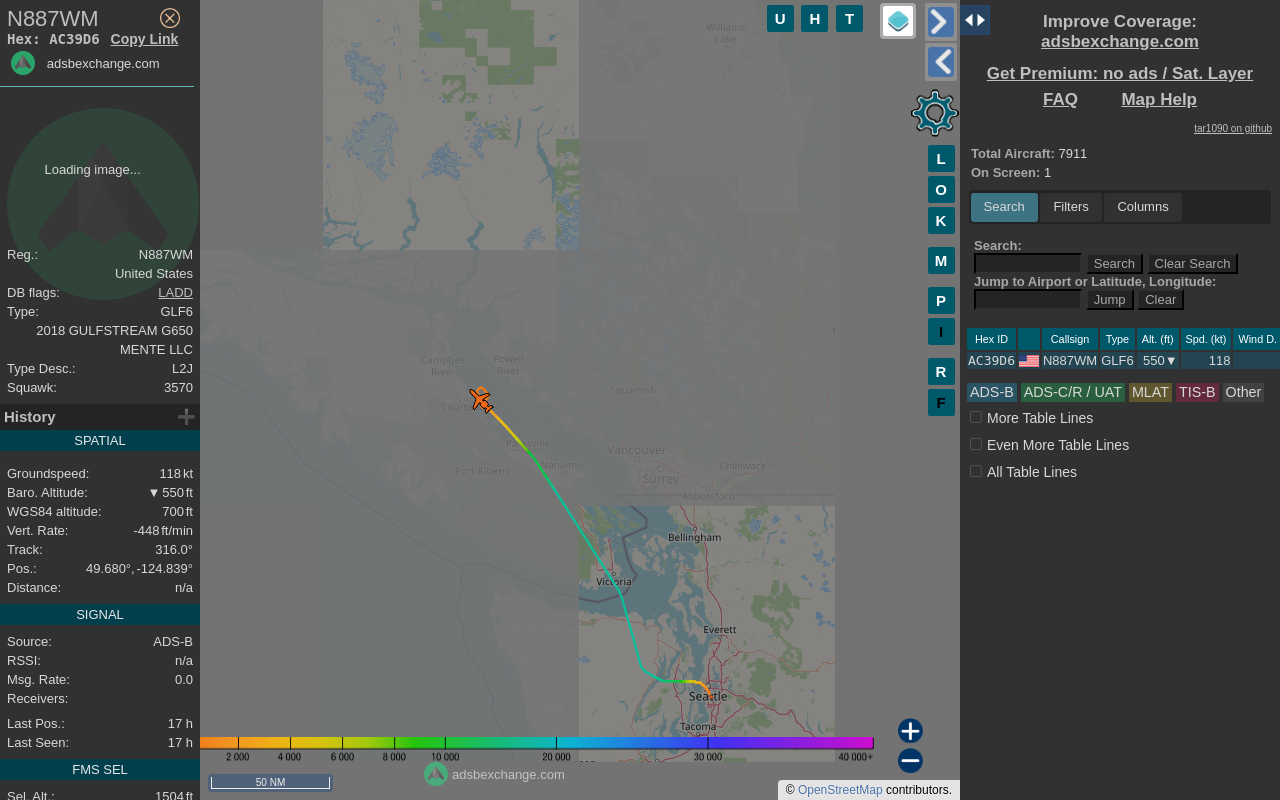 N887WM
Hex: AC39D6 Copy Link
adsbexchange.com
Loading image...
Reg.: N887WM
United States
DB flags: LADD
Type: GLF6
2018 GULFSTREAM G650
MENTE LLC
Type Desc.: L2J
Squawk: 3570
History
SPATIAL
Groundspeed: 118 kt
Baro. Altitude: ▼ 550 ft
WGS84 altitude: 700 ft
Vert. Rate: -448 ft/min
Track: 316.0°
Pos.: 49.680°, -124.839°
Distance: n/a
SIGNAL
Source: ADS-B
RSSI: n/a
Msg. Rate: 0.0
Receivers:
Last Pos.: 17 h
Last Seen: 17 h
FMS SEL
Sel. Alt.: 1504 ft
U H T
L
O
K
M
P
I
R
F
Williams
Lake
Campbell
River
Powell
River
Squamish
Port Alberni
Nanaimo
Vancouver
Surrey
Chilliwack
Abbotsford
Bellingham
Victoria
Everett
Seattle
Tacoma
2 000 4 000 6 000 8 000 10 000 20 000 30 000 40 000+
50 NM
adsbexchange.com
© OpenStreetMap contributors.
Improve Coverage:
adsbexchange.com
Get Premium: no ads / Sat. Layer
FAQ Map Help
tar1090 on github
Total Aircraft: 7911
On Screen: 1
Search Filters Columns
Search:
Search Clear Search
Jump to Airport or Latitude, Longitude:
Jump Clear
Hex ID Callsign Type Alt. (ft) Spd. (kt) Wind D.
AC39D6 N887WM GLF6 550▼ 118
ADS-B ADS-C/R / UAT MLAT TIS-B Other
More Table Lines
Even More Table Lines
All Table Lines